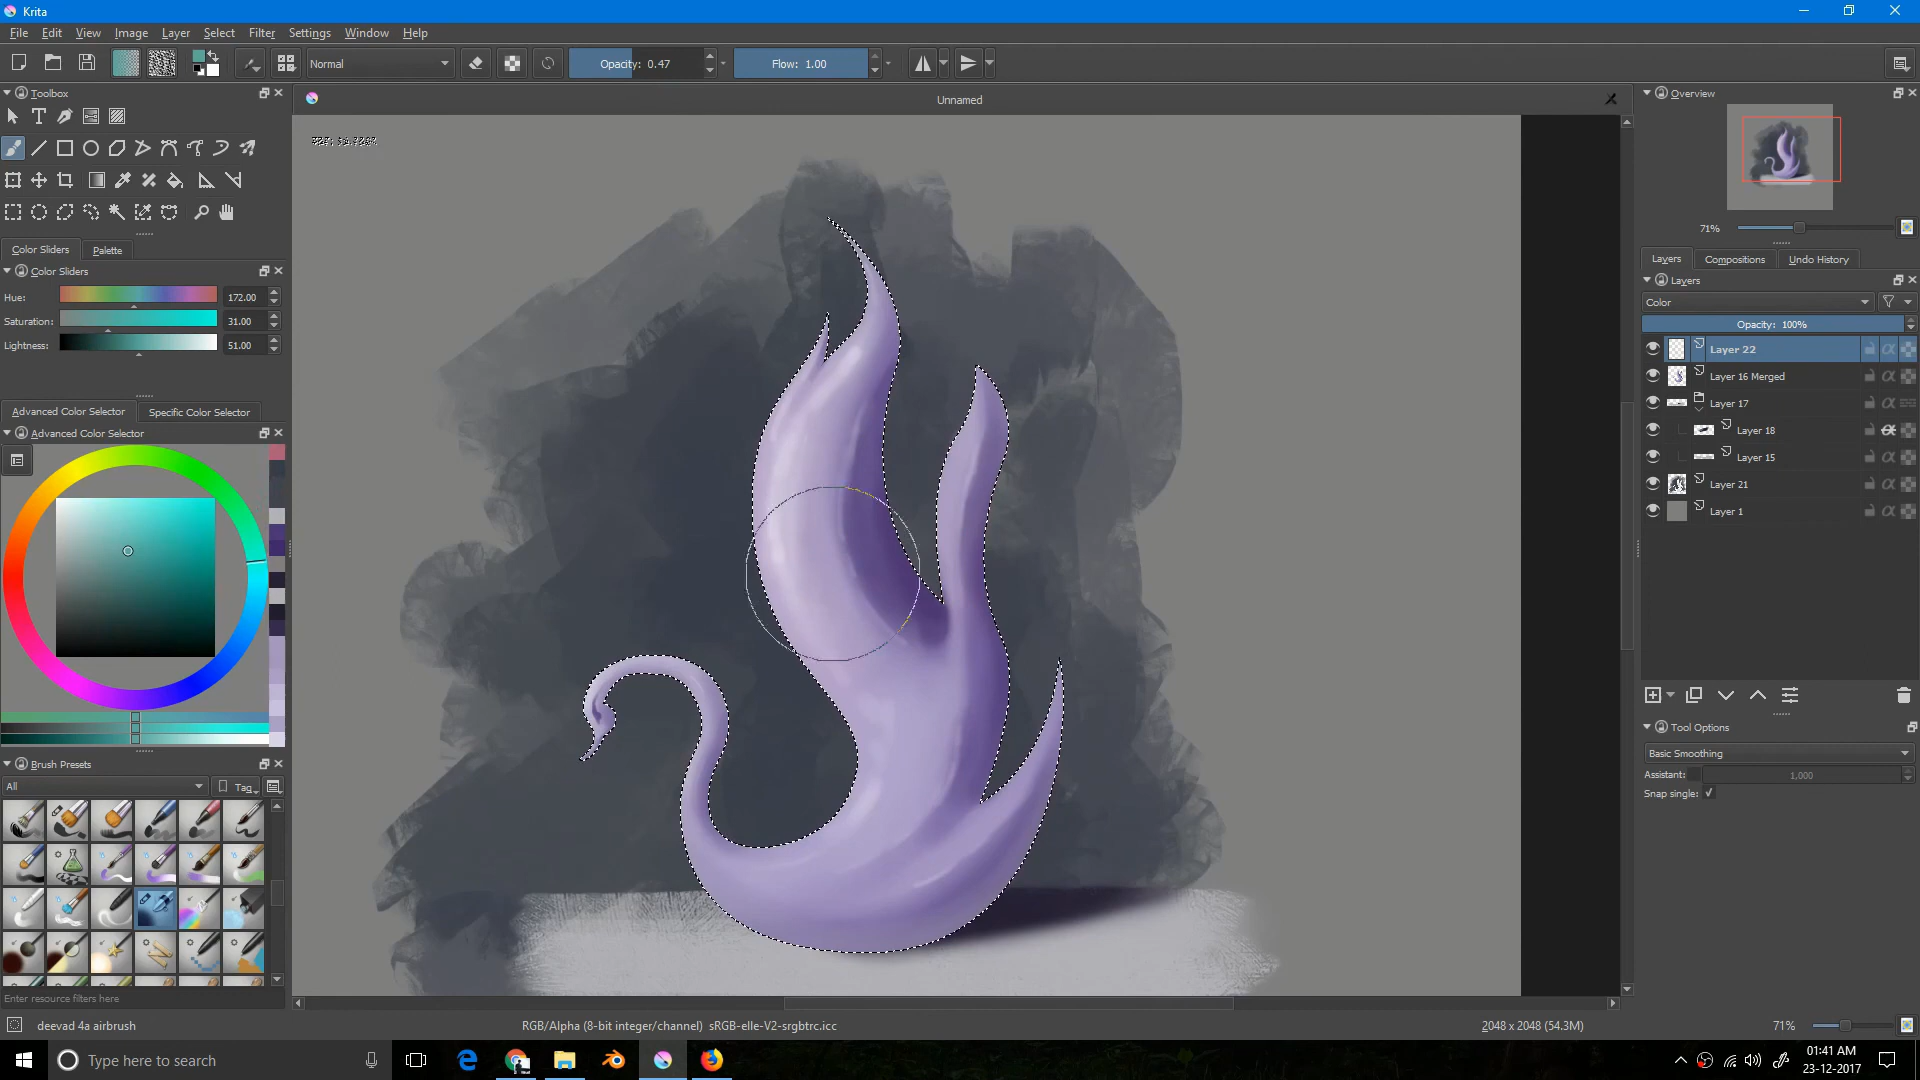 Krita
File Edit View Image Layer Select Filter Settings Window Help
Normal Opacity: 0.47 Flow: 1.00
Toolbox
Unnamed
Overview
Color Sliders Palette
Color Sliders
Hue: 172.00
Saturation: 31.00
Lightness: 51.00
Advanced Color Selector Specific Color Selector
Advanced Color Selector
Brush Presets
All Tag
Enter resource filters here
deevad 4a airbrush
RGB/Alpha (8-bit integer/channel) sRGB-elle-V2-srgbtrc.icc
2048 x 2048 (54.3M)
71%
71%
Layers Compositions Undo History
Layers
Color
Opacity: 100%
Layer 22
Layer 16 Merged
Layer 17
Layer 18
Layer 15
Layer 21
Layer 1
Tool Options
Basic Smoothing
Assistant: 1.000
Snap single:
Type here to search
01:41 AM
23-12-2017